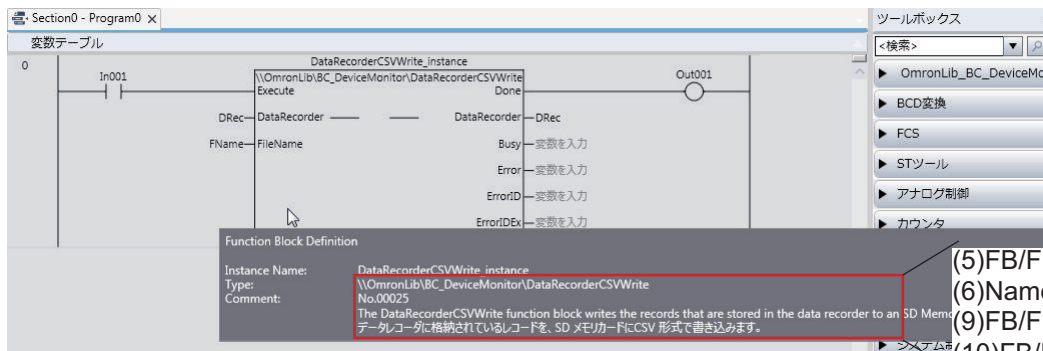 Section0 - Program0
変数テーブル
0
In001
DataRecorderCSVWrite_instance
\\OmronLib\BC_DeviceMonitor\DataRecorderCSVWrite
Execute
Done
Out001
DRec
DataRecorder
DataRecorder
DRec
FName
FileName
Busy
変数を入力
Error
変数を入力
ErrorID
変数を入力
ErrorIDEx
変数を入力
Function Block Definition
Instance Name: DataRecorderCSVWrite_instance
Type: \\OmronLib\BC_DeviceMonitor\DataRecorderCSVWrite
Comment: No.00025
The DataRecorderCSVWrite function block writes the records that are stored in the data recorder to an SD Mem
データレコーダに格納されているレコードを、SD メモリカードにCSV 形式で書き込みます。
ツールボックス
<検索>
OmronLib_BC_DeviceMo
BCD変換
FCS
STツール
アナログ制御
カウンタ
(5)FB/F
(6)Name
(9)FB/F
システム
(10)FB/